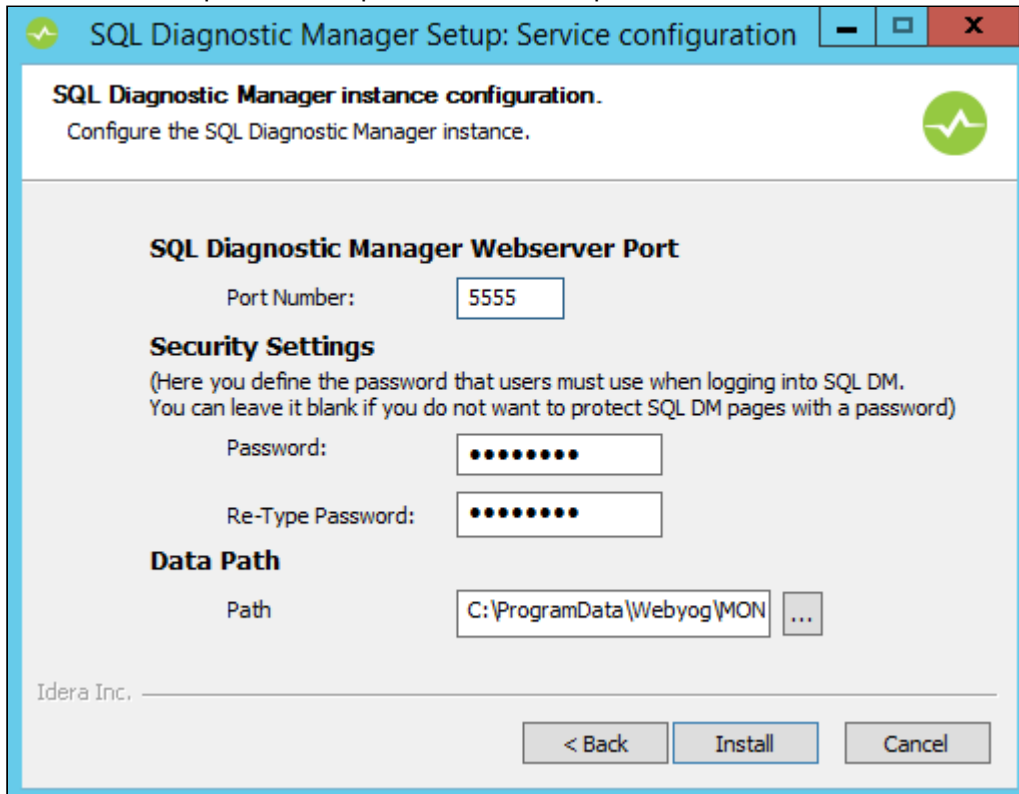 SQL Diagnostic Manager Setup: Service configuration
SQL Diagnostic Manager instance configuration.
Configure the SQL Diagnostic Manager instance.
SQL Diagnostic Manager Webserver Port
Port Number: 5555
Security Settings
(Here you define the password that users must use when logging into SQL DM.
You can leave it blank if you do not want to protect SQL DM pages with a password)
Password: ●●●●●●●●
Re-Type Password: ●●●●●●●●
Data Path
Path C:\ProgramData\Webyog\MON ...
Idera Inc.
< Back Install Cancel